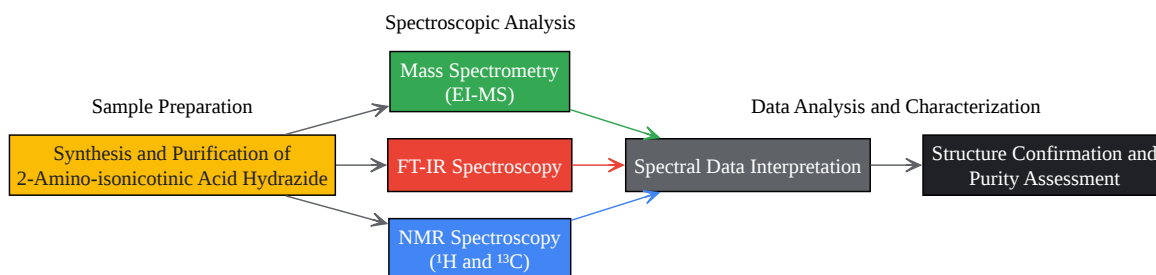 Spectroscopic Analysis
Mass Spectrometry
(EI-MS)
Sample Preparation
Data Analysis and Characterization
Synthesis and Purification of
2-Amino-isonicotinic Acid Hydrazide
FT-IR Spectroscopy
Spectral Data Interpretation
Structure Confirmation and
Purity Assessment
NMR Spectroscopy
(¹H and ¹³C)